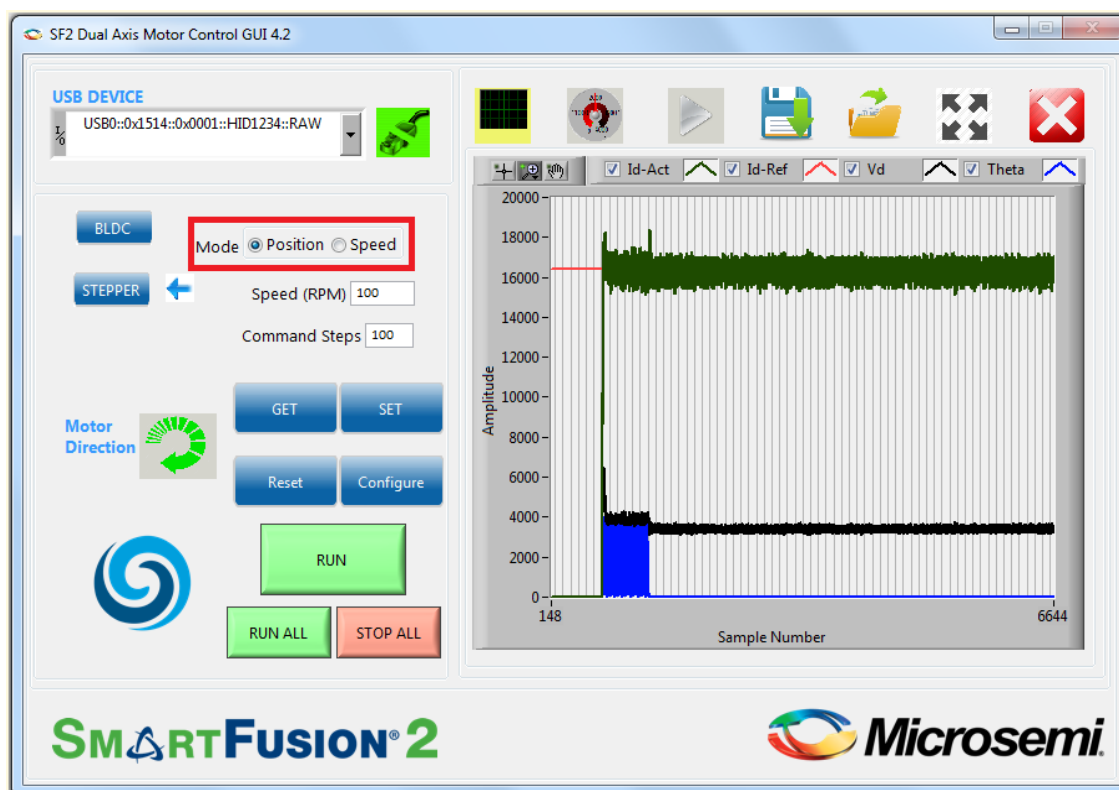 SF2 Dual Axis Motor Control GUI 4.2
USB DEVICE
I/O USB0::0x1514::0x0001::HID1234::RAW
BLDC
Mode Position Speed
STEPPER
Speed (RPM) 100
Command Steps 100
Motor
Direction
GET SET
Reset Configure
RUN
RUN ALL STOP ALL
Id-Act Id-Ref Vd Theta
20000
18000
16000
14000
12000
10000
8000
6000
4000
2000
0
Amplitude
148 6644
Sample Number
SMARTFUSION® 2
Microsemi.